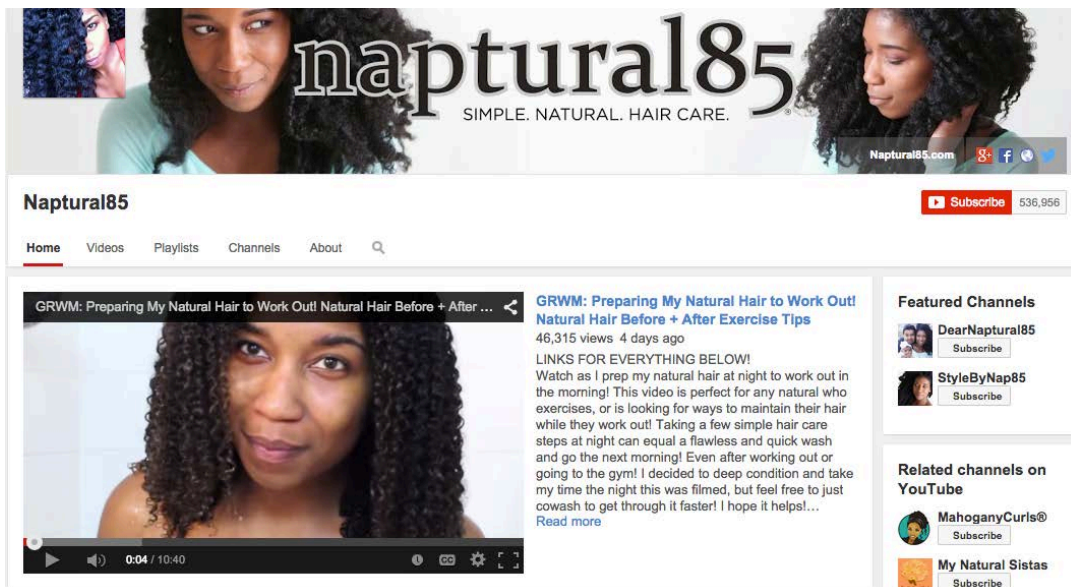 naptural85
SIMPLE. NATURAL. HAIR CARE.
Naptural85.com
Naptural85
Subscribe 536,956
Home Videos Playlists Channels About
GRWM: Preparing My Natural Hair to Work Out! Natural Hair Before + After ...
0:04 / 10:40
CC
GRWM: Preparing My Natural Hair to Work Out!
Natural Hair Before + After Exercise Tips
46,315 views 4 days ago
LINKS FOR EVERYTHING BELOW!
Watch as I prep my natural hair at night to work out in
the morning! This video is perfect for any natural who
exercises, or is looking for ways to maintain their hair
while they work out! Taking a few simple hair care
steps at night can equal a flawless and quick wash
and go the next morning! Even after working out or
going to the gym! I decided to deep condition and take
my time the night this was filmed, but feel free to just
cowash to get through it faster! I hope it helps!...
Read more
Featured Channels
DearNaptural85
Subscribe
StyleByNap85
Subscribe
Related channels on
YouTube
MahoganyCurls®
Subscribe
My Natural Sistas
Subscribe